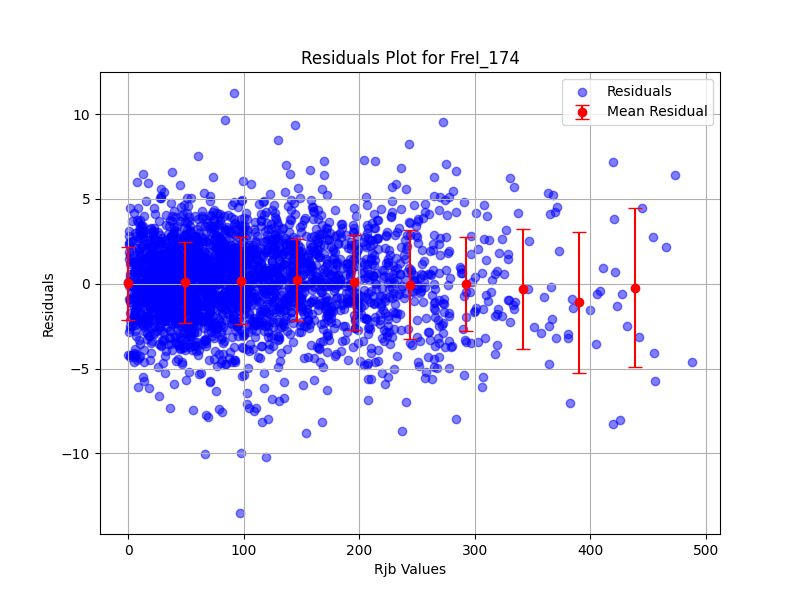 Residuals Plot for FreI_174
Residuals
Mean Residual
10
5
0
−5
−10
Residuals
0
100
200
300
400
500
Rjb Values